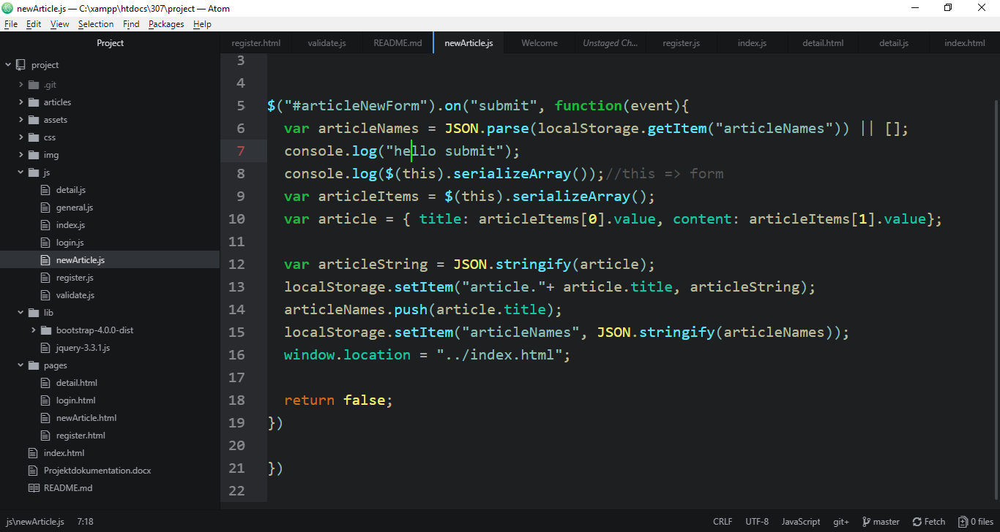 newArticle.js — C:\xampp\htdocs\307\project — Atom
File Edit View Selection Find Packages Help
Project
register.html validate.js README.md newArticle.js Welcome Unstaged Ch... register.js index.js detail.html detail.js index.html
project
.git
articles
assets
css
img
js
detail.js
general.js
index.js
login.js
newArticle.js
register.js
validate.js
lib
bootstrap-4.0.0-dist
jquery-3.3.1.js
pages
detail.html
login.html
newArticle.html
register.html
index.html
Projektdokumentation.docx
README.md
3
4
5 $("#articleNewForm").on("submit", function(event){
6 var articleNames = JSON.parse(localStorage.getItem("articleNames")) || [];
7 console.log("hello submit");
8 console.log($(this).serializeArray());//this => form
9 var articleItems = $(this).serializeArray();
10 var article = { title: articleItems[0].value, content: articleItems[1].value};
11
12 var articleString = JSON.stringify(article);
13 localStorage.setItem("article."+ article.title, articleString);
14 articleNames.push(article.title);
15 localStorage.setItem("articleNames", JSON.stringify(articleNames));
16 window.location = "../index.html";
17
18 return false;
19 })
20
21 })
22
js\newArticle.js 7:18 CRLF UTF-8 JavaScript git+ master Fetch 0 files